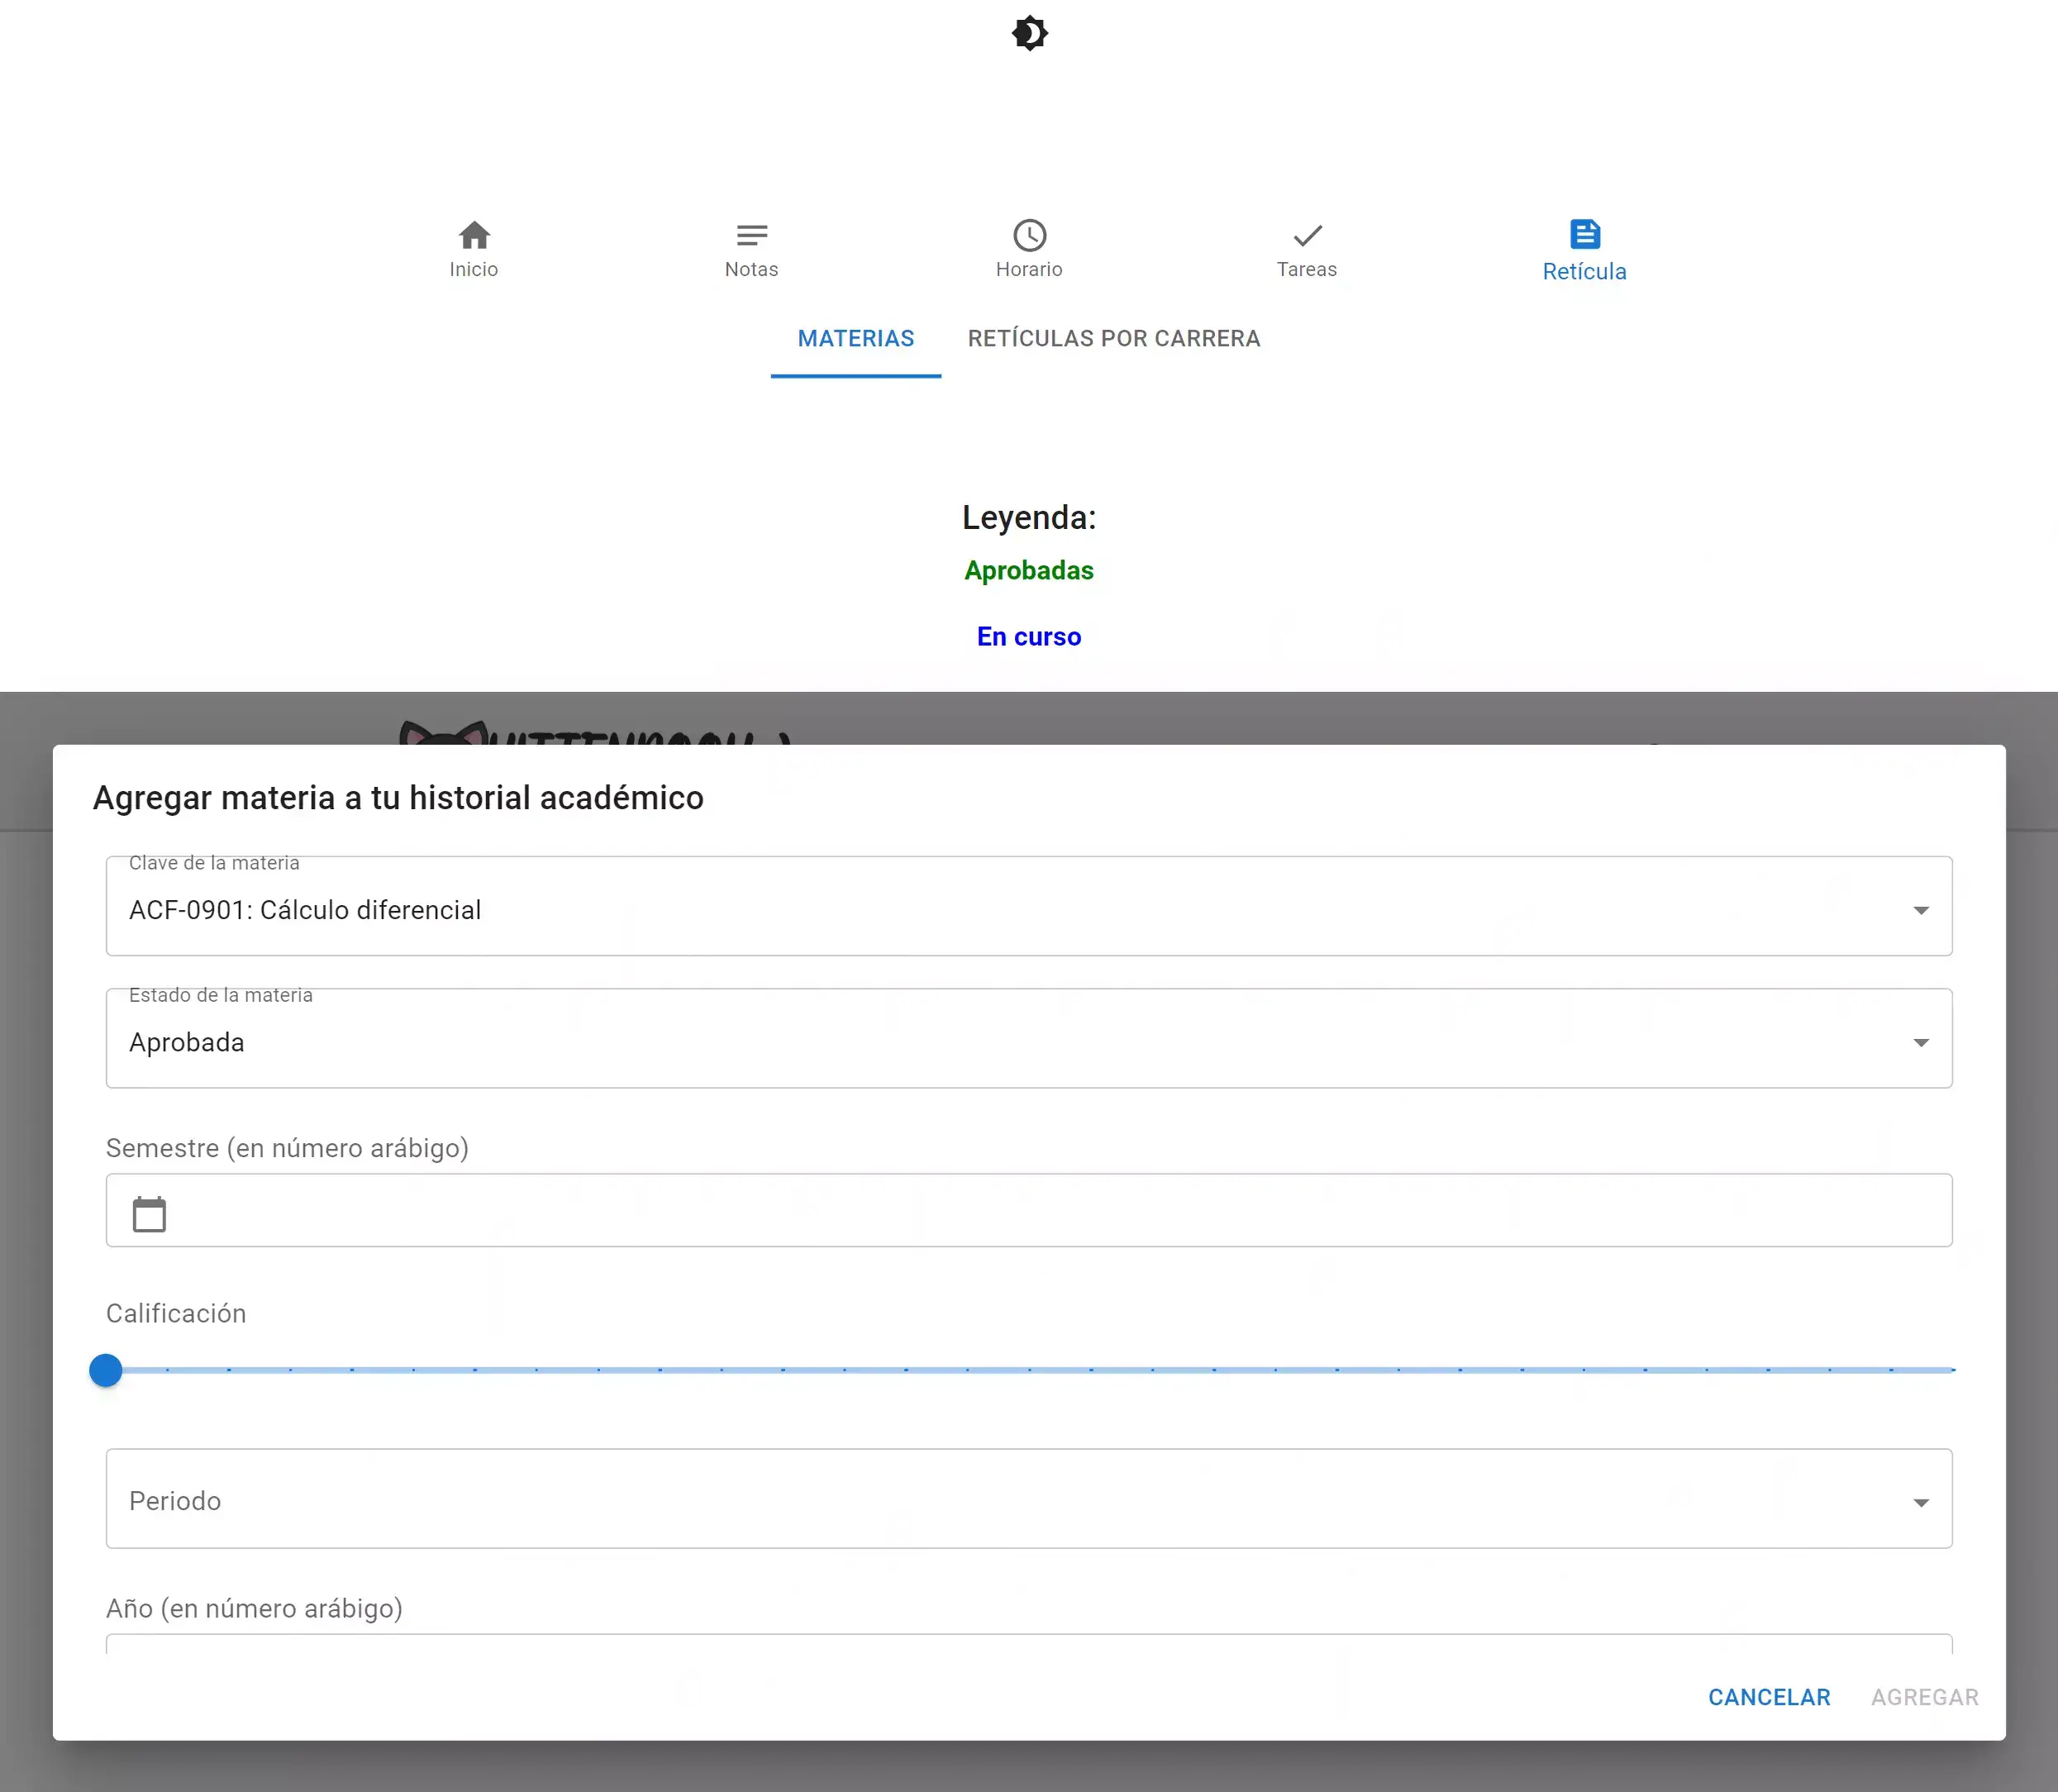 Inicio
Notas
Horario
Tareas
Retícula
MATERIAS
RETÍCULAS POR CARRERA
Leyenda:
Aprobadas
En curso
Agregar materia a tu historial académico
Clave de la materia
ACF-0901: Cálculo diferencial
Estado de la materia
Aprobada
Semestre (en número arábigo)
Calificación
Periodo
Año (en número arábigo)
CANCELAR
AGREGAR